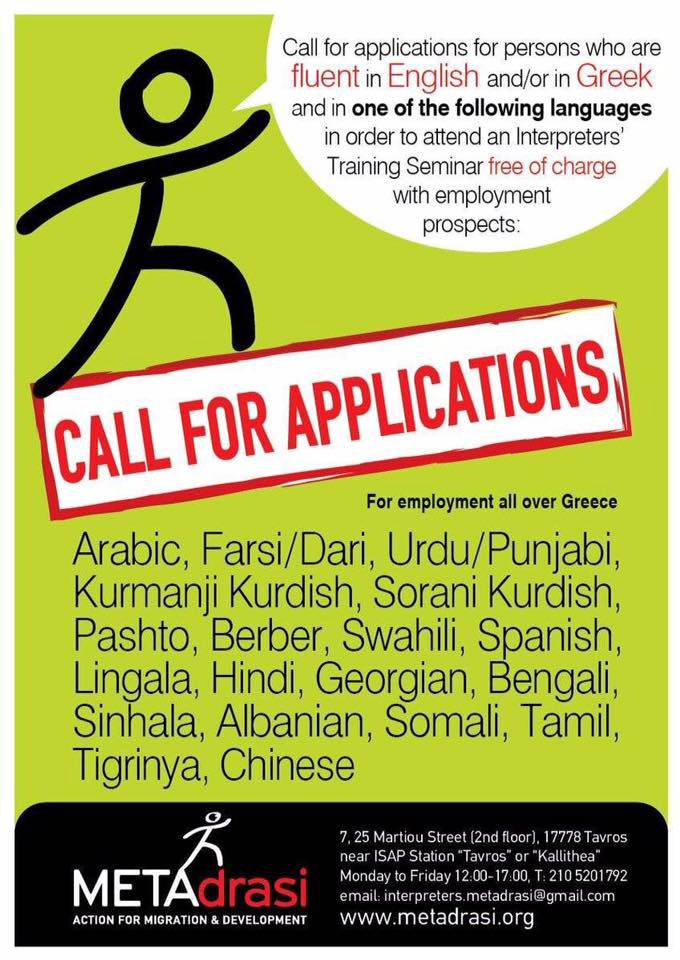 Call for applications for persons who are
fluent in English and/or in Greek
and in one of the following languages
in order to attend an Interpreters’
Training Seminar free of charge
with employment
prospects:
CALL FOR APPLICATIONS
For employment all over Greece
Arabic, Farsi/Dari, Urdu/Punjabi,
Kurmanji Kurdish, Sorani Kurdish,
Pashto, Berber, Swahili, Spanish,
Lingala, Hindi, Georgian, Bengali,
Sinhala, Albanian, Somali, Tamil,
Tigrinya, Chinese
METAdrasi
ACTION FOR MIGRATION & DEVELOPMENT
7, 25 Martiou Street (2nd floor), 17778 Tavros
near ISAP Station “Tavros” or “Kallithea”
Monday to Friday 12:00-17:00, T: 210 5201792
email: interpreters.metadrasi@gmail.com
www.metadrasi.org